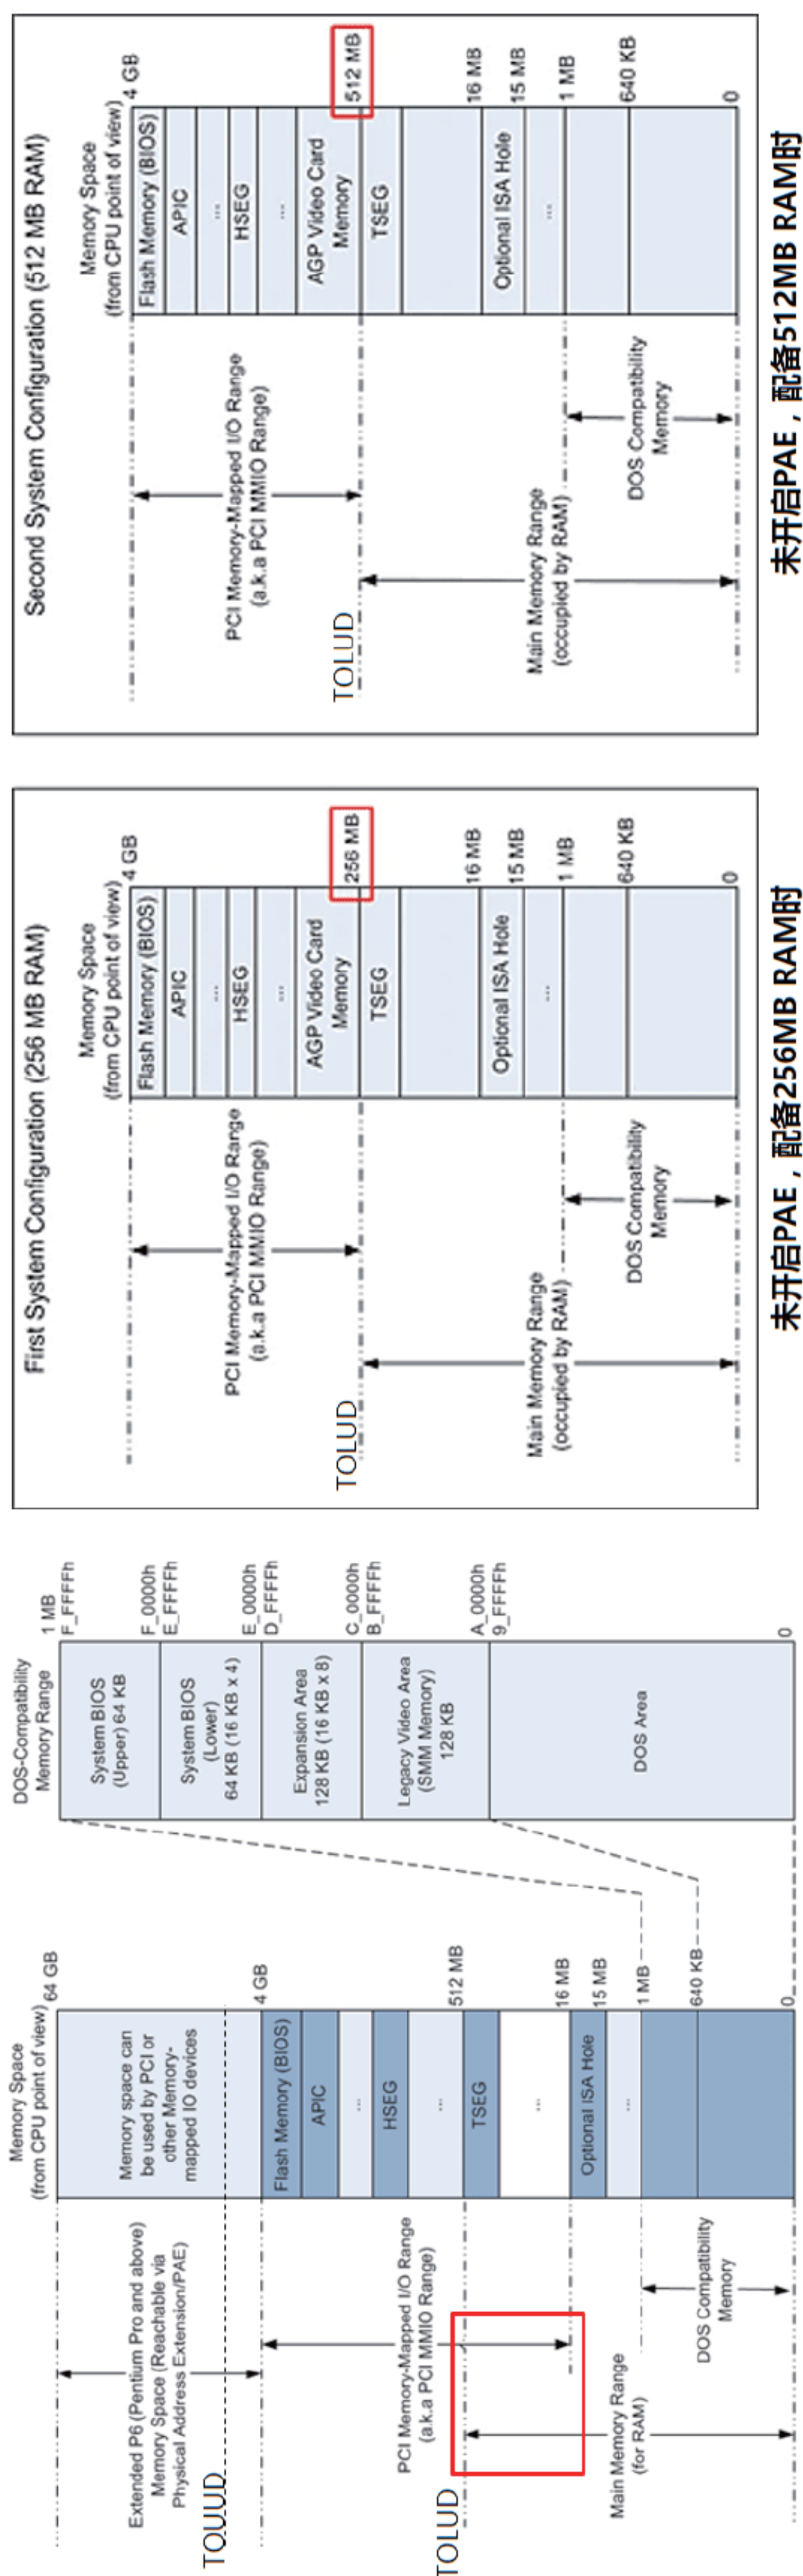 Memory Space
(from CPU point of view)
64 GB
Extended P6 (Pentium Pro and above)
Memory Space (Reachable via
Physical Address Extension/PAE)
Memory space can
be used by PCI or
other Memory-
mapped IO devices
TOUUD
4 GB
Flash Memory (BIOS)
APIC
...
HSEG
...
PCI Memory-Mapped I/O Range
(a.k.a PCI MMIO Range)
512 MB
TOLUD
TSEG
...
16 MB
Optional ISA Hole
15 MB
...
1 MB
Main Memory Range
(for RAM)
DOS Compatibility
Memory
640 KB
0
DOS-Compatibility
Memory Range
1 MB
F_FFFFh
System BIOS
(Upper) 64 KB
F_0000h
E_FFFFh
System BIOS
(Lower)
64 KB (16 KB x 4)
E_0000h
D_FFFFh
Expansion Area
128 KB (16 KB x 8)
C_0000h
B_FFFFh
Legacy Video Area
(SMM Memory)
128 KB
A_0000h
9_FFFFh
DOS Area
0
First System Configuration (256 MB RAM)
Memory Space
(from CPU point of view)
4 GB
Flash Memory (BIOS)
APIC
...
HSEG
...
PCI Memory-Mapped I/O Range
(a.k.a PCI MMIO Range)
AGP Video Card
Memory
256 MB
TOLUD
TSEG
16 MB
Optional ISA Hole
15 MB
...
1 MB
Main Memory Range
(occupied by RAM)
DOS Compatibility
Memory
640 KB
0
未开启PAE，配备256MB RAM时
Second System Configuration (512 MB RAM)
Memory Space
(from CPU point of view)
4 GB
Flash Memory (BIOS)
APIC
...
HSEG
...
PCI Memory-Mapped I/O Range
(a.k.a PCI MMIO Range)
AGP Video Card
Memory
512 MB
TOLUD
TSEG
16 MB
Optional ISA Hole
15 MB
...
1 MB
Main Memory Range
(occupied by RAM)
DOS Compatibility
Memory
640 KB
0
未开启PAE，配备512MB RAM时